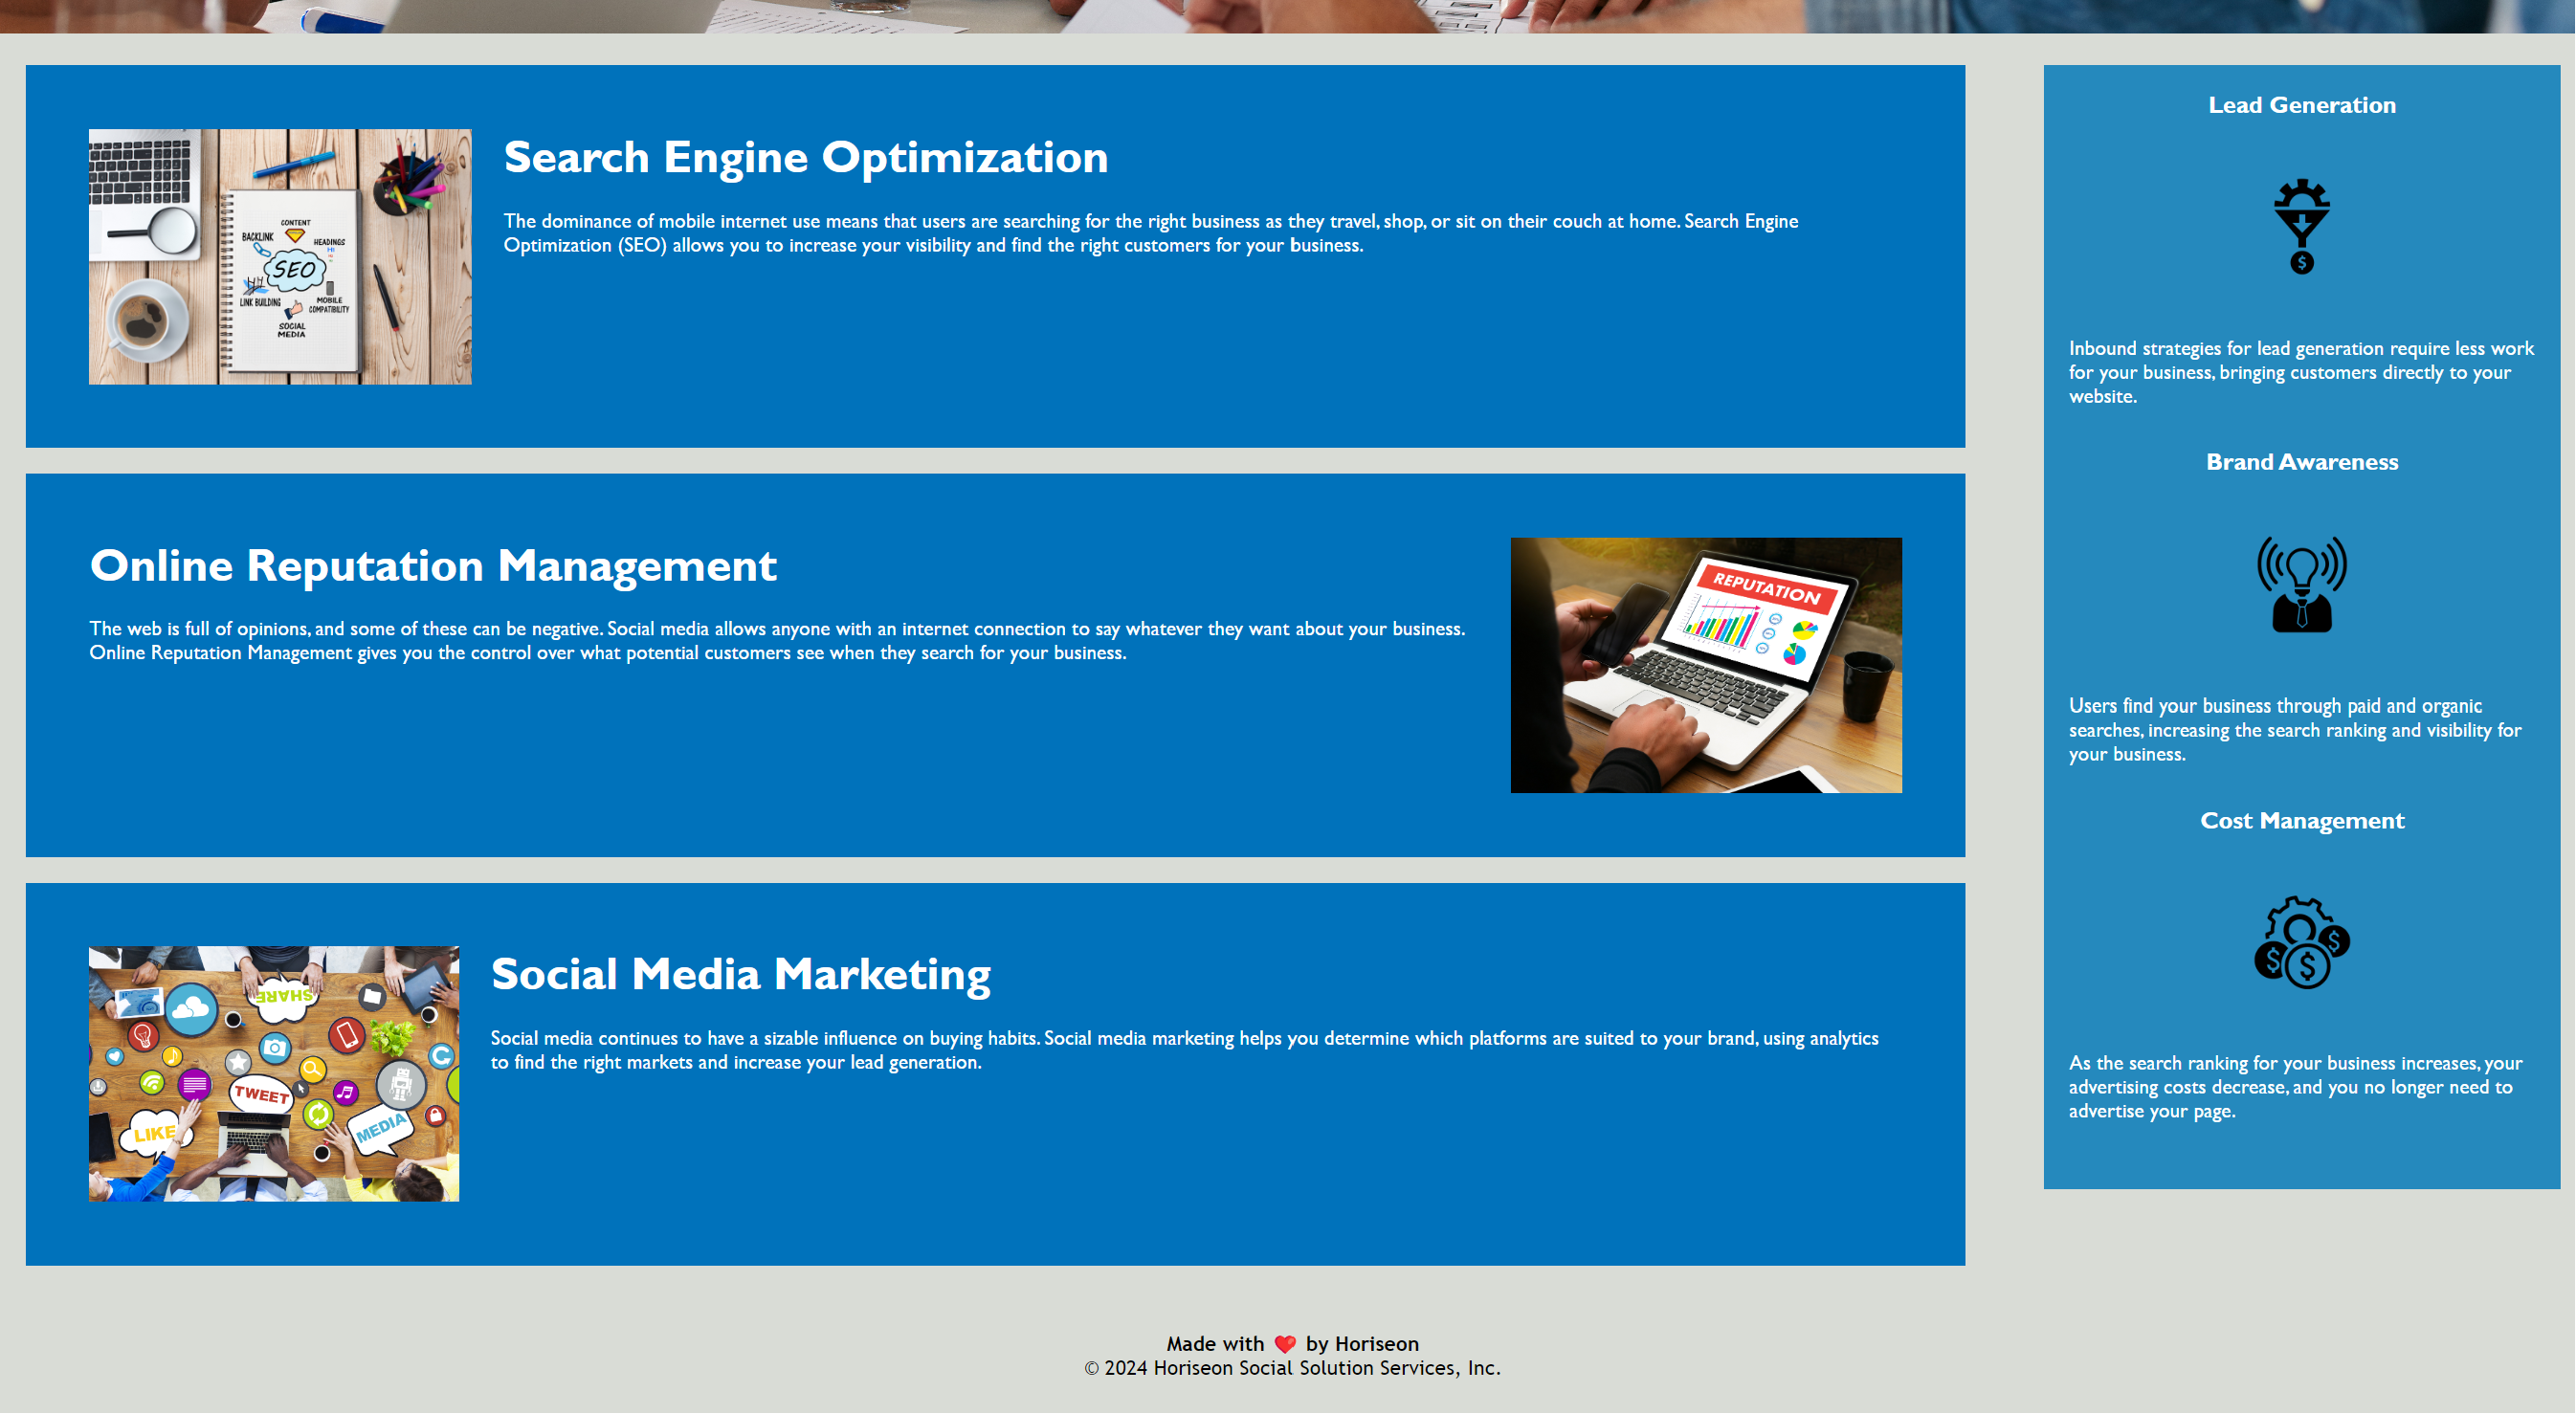 Search Engine Optimization
The dominance of mobile internet use means that users are searching for the right business as they travel, shop, or sit on their couch at home. Search Engine
Optimization (SEO) allows you to increase your visibility and find the right customers for your business.
CONTENT
BACKLINK
HEADINGS
SEO
LINK BUILDING
MOBILE
COMPATIBILITY
SOCIAL
MEDIA
Online Reputation Management
The web is full of opinions, and some of these can be negative. Social media allows anyone with an internet connection to say whatever they want about your business.
Online Reputation Management gives you the control over what potential customers see when they search for your business.
REPUTATION
Social Media Marketing
Social media continues to have a sizable influence on buying habits. Social media marketing helps you determine which platforms are suited to your brand, using analytics
to find the right markets and increase your lead generation.
SHARE
TWEET
LIKE
MEDIA
Lead Generation
$
Inbound strategies for lead generation require less work
for your business, bringing customers directly to your
website.
Brand Awareness
Users find your business through paid and organic
searches, increasing the search ranking and visibility for
your business.
Cost Management
$ $ $
As the search ranking for your business increases, your
advertising costs decrease, and you no longer need to
advertise your page.
Made with ❤️ by Horiseon
© 2024 Horiseon Social Solution Services, Inc.